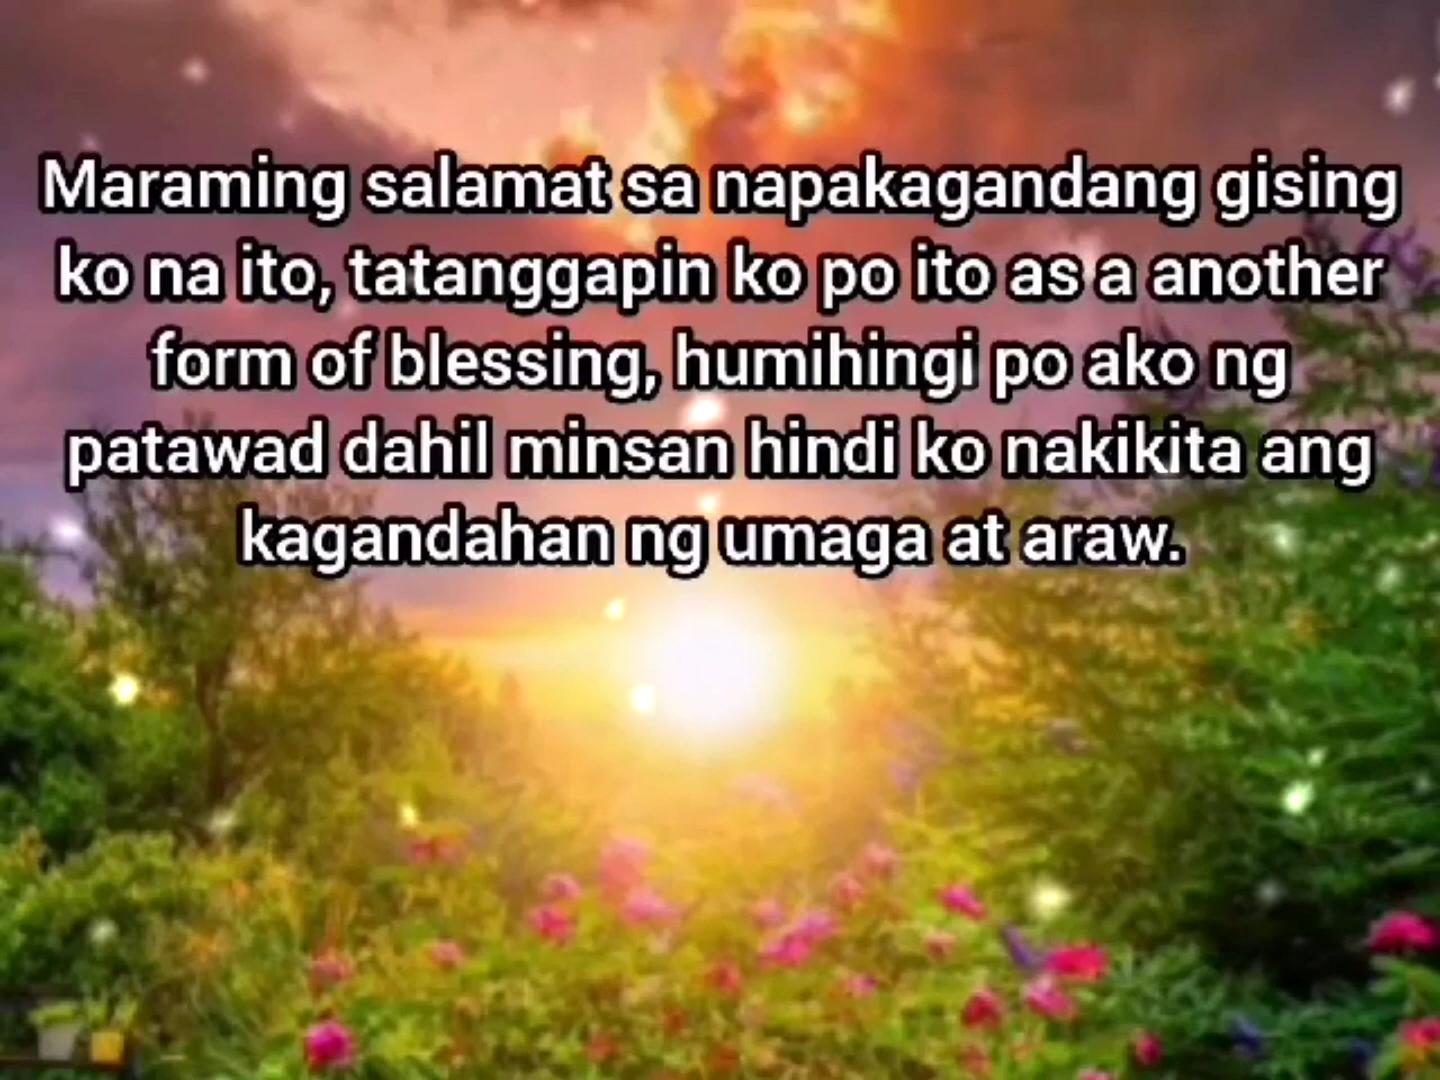 Maraming salamat sa napakagandang gising
ko na ito, tatanggapin ko po ito as a another
form of blessing, humihingi po ako ng
patawad dahil minsan hindi ko nakikita ang
kagandahan ng umaga at araw.